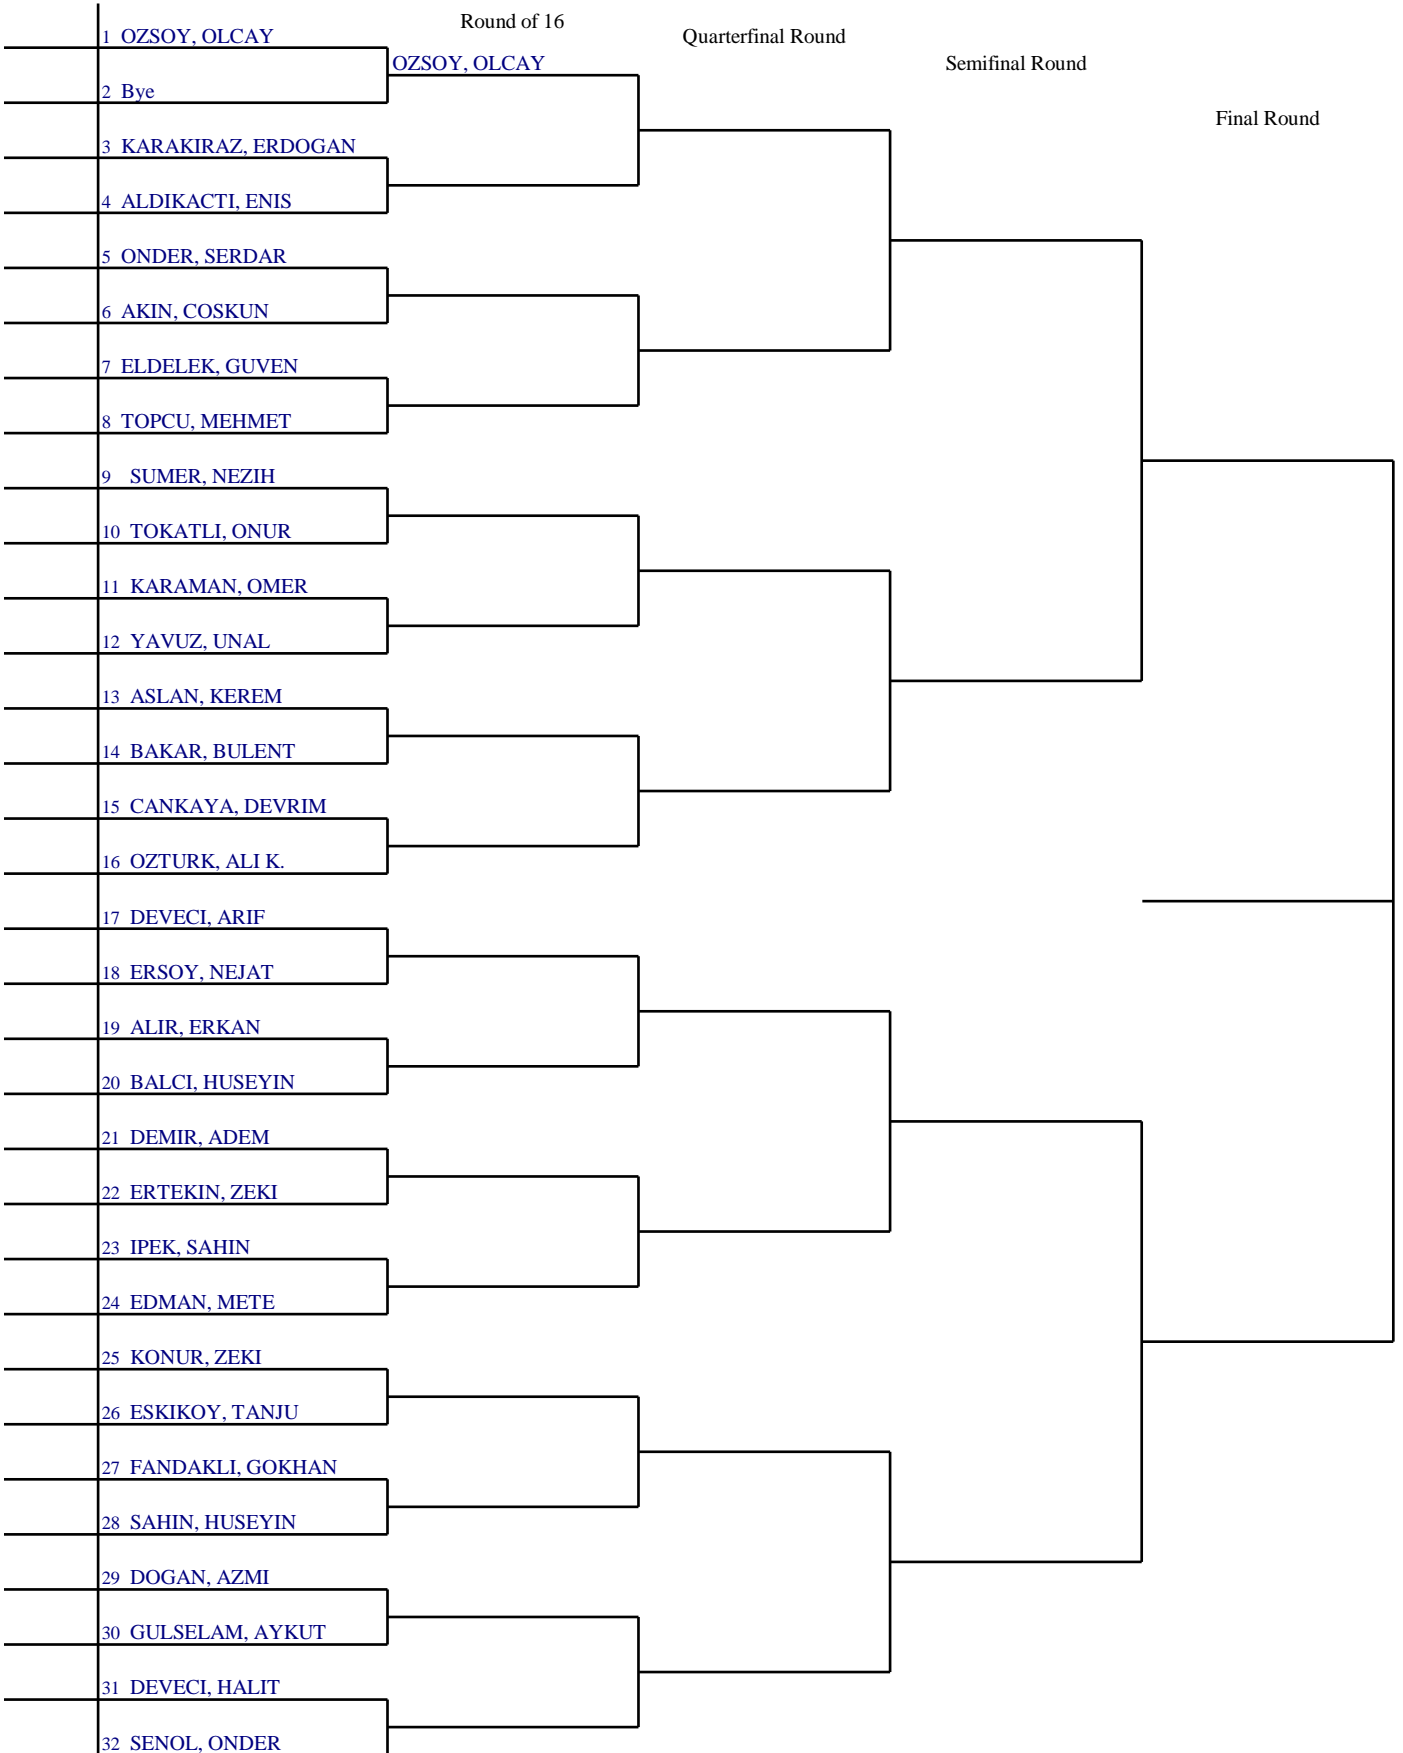 Round of 16
Quarterfinal Round
Semifinal Round
Final Round
1 OZSOY, OLCAY
OZSOY, OLCAY
2 Bye
3 KARAKIRAZ, ERDOGAN
4 ALDIKACTI, ENIS
5 ONDER, SERDAR
6 AKIN, COSKUN
7 ELDELEK, GUVEN
8 TOPCU, MEHMET
9 SUMER, NEZIH
10 TOKATLI, ONUR
11 KARAMAN, OMER
12 YAVUZ, UNAL
13 ASLAN, KEREM
14 BAKAR, BULENT
15 CANKAYA, DEVRIM
16 OZTURK, ALI K.
17 DEVECI, ARIF
18 ERSOY, NEJAT
19 ALIR, ERKAN
20 BALCI, HUSEYIN
21 DEMIR, ADEM
22 ERTEKIN, ZEKI
23 IPEK, SAHIN
24 EDMAN, METE
25 KONUR, ZEKI
26 ESKIKOY, TANJU
27 FANDAKLI, GOKHAN
28 SAHIN, HUSEYIN
29 DOGAN, AZMI
30 GULSELAM, AYKUT
31 DEVECI, HALIT
32 SENOL, ONDER